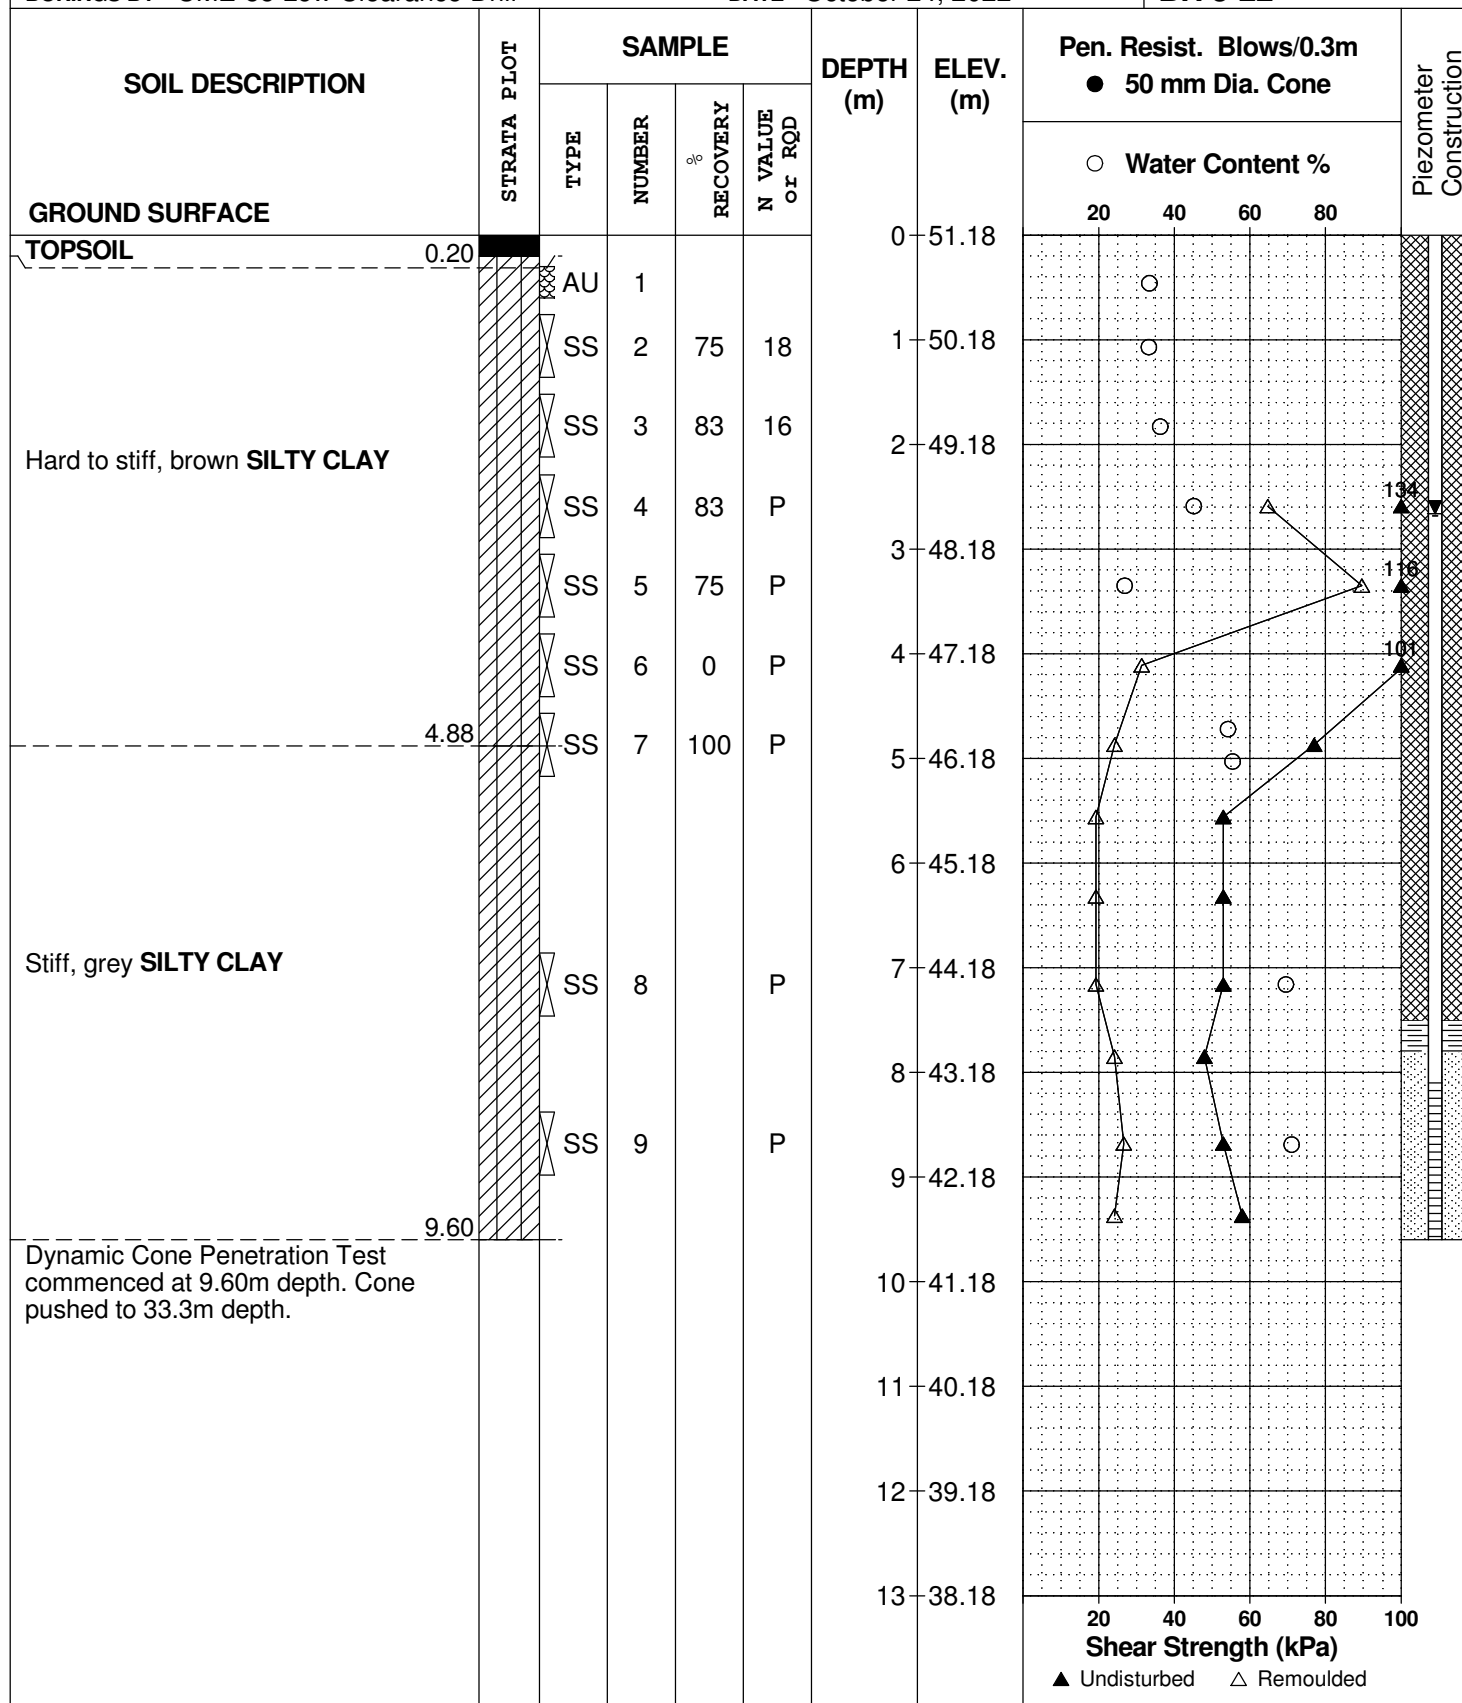 SOIL DESCRIPTION
GROUND SURFACE
STRATA PLOT
SAMPLE
TYPE
NUMBER
% RECOVERY
N VALUE or RQD
DEPTH (m)
ELEV. (m)
Pen. Resist. Blows/0.3m
● 50 mm Dia. Cone
○ Water Content %
20 40 60 80
Piezometer Construction
TOPSOIL 0.20
0 51.18
AU 1
SS 2 75 18
1 50.18
SS 3 83 16
2 49.18
Hard to stiff, brown SILTY CLAY
SS 4 83 P
134
3 48.18
SS 5 75 P
116
4 47.18
SS 6 0 P
101
4.88
SS 7 100 P
5 46.18
6 45.18
Stiff, grey SILTY CLAY
7 44.18
SS 8 P
8 43.18
SS 9 P
9 42.18
9.60
Dynamic Cone Penetration Test
commenced at 9.60m depth. Cone
pushed to 33.3m depth.
10 41.18
11 40.18
12 39.18
13 38.18
20 40 60 80 100
Shear Strength (kPa)
▲ Undisturbed △ Remoulded